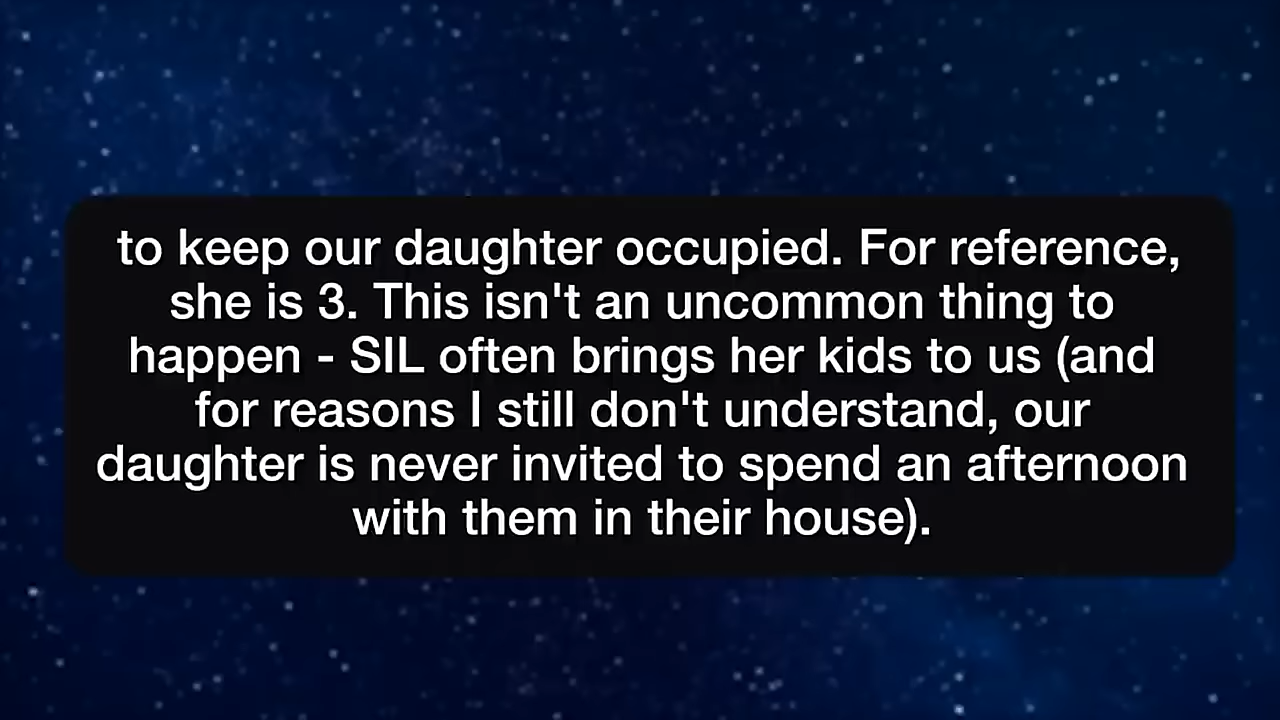 to keep our daughter occupied. For reference,
she is 3. This isn't an uncommon thing to
happen - SIL often brings her kids to us (and
for reasons I still don't understand, our
daughter is never invited to spend an afternoon
with them in their house).